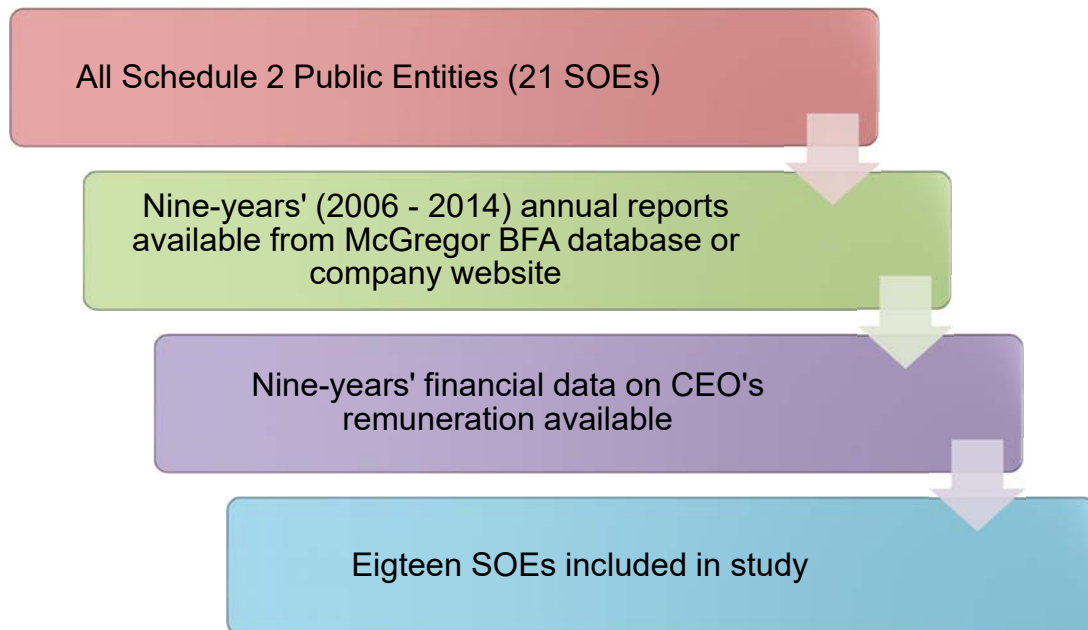 All Schedule 2 Public Entities (21 SOEs)
Nine-years' (2006 - 2014) annual reports
available from McGregor BFA database or
company website
Nine-years' financial data on CEO's
remuneration available
Eigteen SOEs included in study